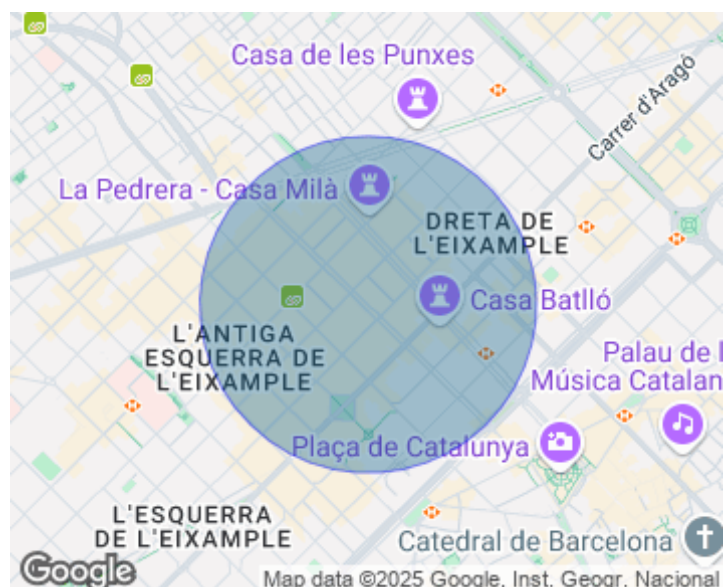 Casa de les Punxes
Carrer d'Aragó
La Pedrera - Casa Milà
DRETA DE
L'EIXAMPLE
Casa Batlló
L'ANTIGA
ESQUERRA DE
L'EIXAMPLE
Palau de l
Música Catalan
Plaça de Catalunya
L'ESQUERRA
DE L'EIXAMPLE
Catedral de Barcelona
Google
Map data ©2025 Google, Inst. Geogr. Nacional